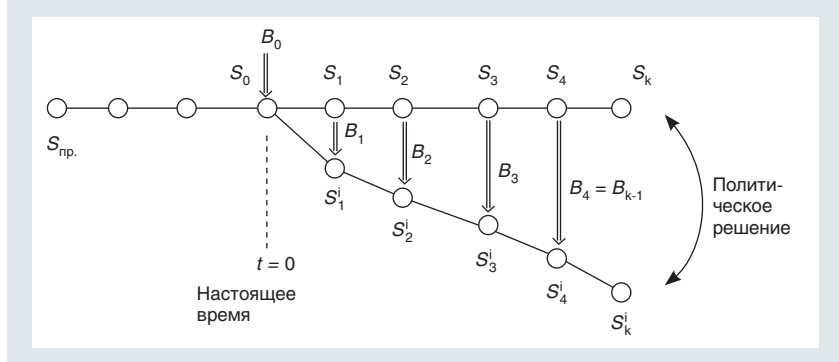 B₀
S₀ S₁ S₂ S₃ S₄ Sₖ
Sпр.
B₁
B₂
B₃
B₄ = Bₖ₋₁
Полити-
ческое
решение
S₁ⁱ
S₂ⁱ
S₃ⁱ
S₄ⁱ
Sₖⁱ
t = 0
Настоящее
время